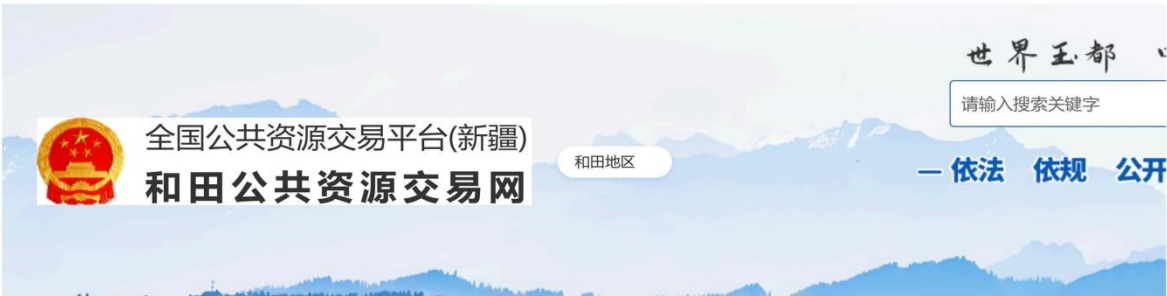 世界玉都
请输入搜索关键字
全国公共资源交易平台(新疆)
和田地区
和田公共资源交易网
— 依法 依规 公开